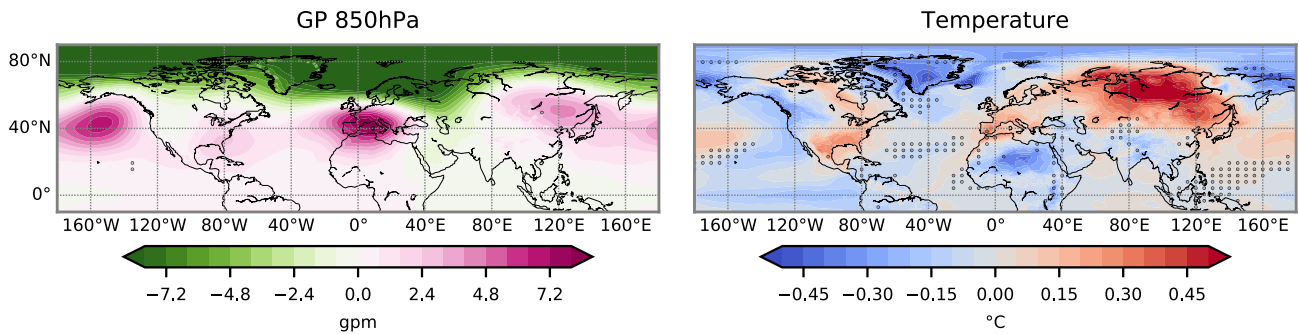 GP 850hPa
Temperature
80°N
40°N
0°
160°W 120°W 80°W 40°W 0° 40°E 80°E 120°E 160°E
160°W 120°W 80°W 40°W 0° 40°E 80°E 120°E 160°E
−7.2 −4.8 −2.4 0.0 2.4 4.8 7.2
−0.45 −0.30 −0.15 0.00 0.15 0.30 0.45
gpm
°C